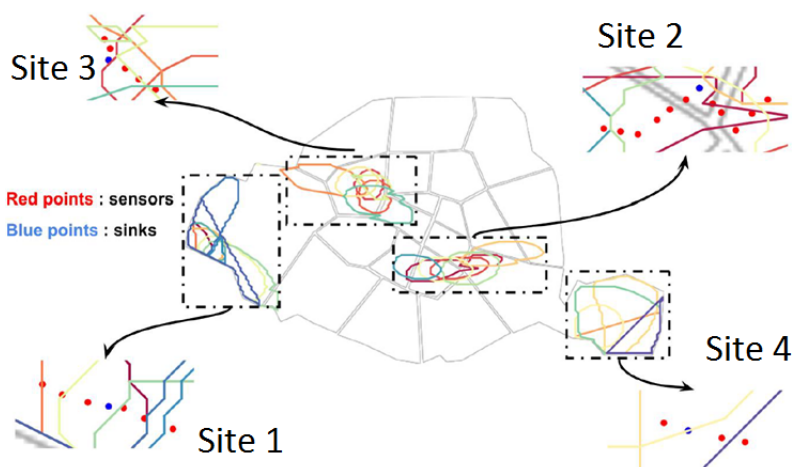 Site 2
Site 3
Red points : sensors
Blue points : sinks
Site 4
Site 1